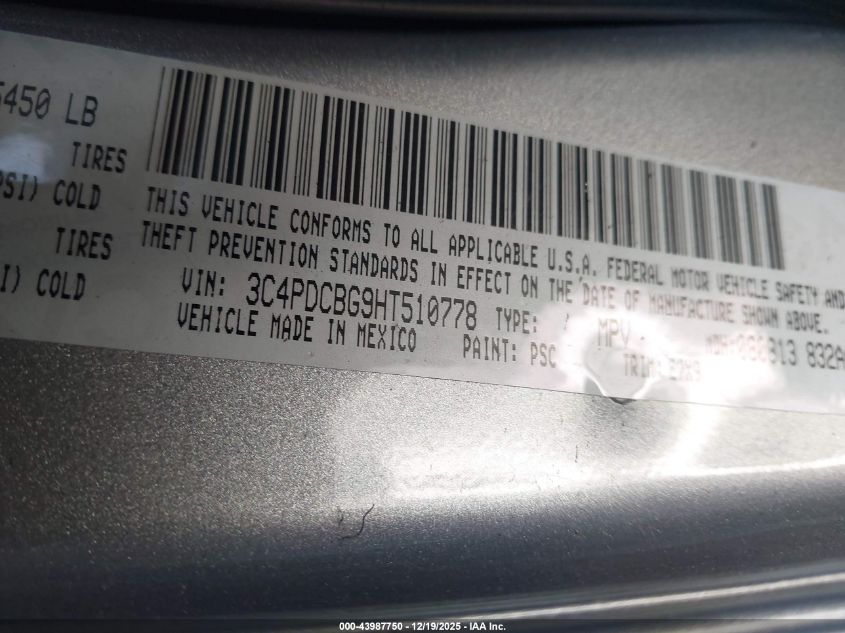 5450 LB
TIRES
PSI) COLD
TIRES
I) COLD
THIS VEHICLE CONFORMS TO ALL APPLICABLE U.S.A. FEDERAL MOTOR VEHICLE SAFETY AND
THEFT PREVENTION STANDARDS IN EFFECT ON THE DATE OF MANUFACTURE SHOWN ABOVE.
VIN: 3C4PDCBG9HT510778 TYPE: MPV
VEHICLE MADE IN MEXICO PAINT: PSC TRIM:
832A
000-43987750 - 12/19/2025 - IAA Inc.